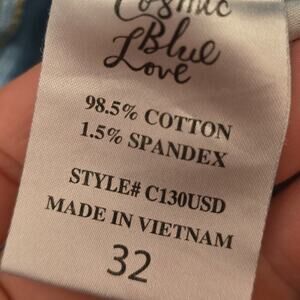 Cosmic
Blue
Love
98.5% COTTON
1.5% SPANDEX
STYLE# C130USD
MADE IN VIETNAM
32